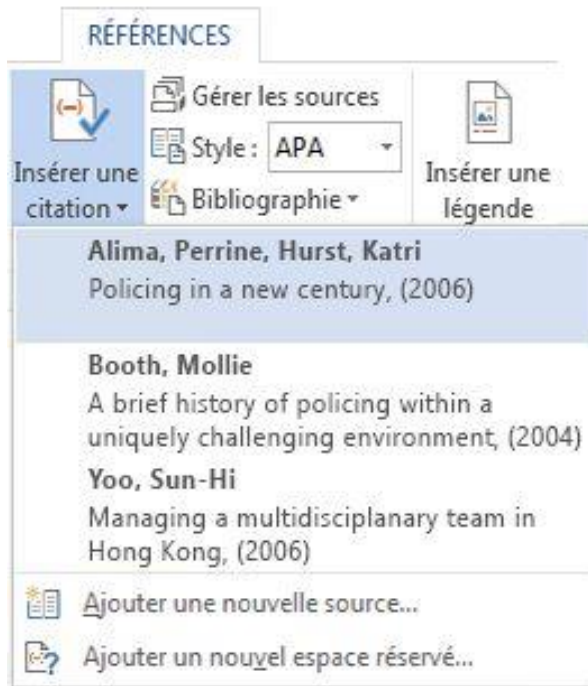 RÉFÉRENCES
Gérer les sources
Style : APA
Insérer une
citation
Bibliographie
Insérer une
légende
Alima, Perrine, Hurst, Katri
Policing in a new century, (2006)
Booth, Mollie
A brief history of policing within a
uniquely challenging environment, (2004)
Yoo, Sun-Hi
Managing a multidisciplanary team in
Hong Kong, (2006)
Ajouter une nouvelle source...
Ajouter un nouvel espace réservé...